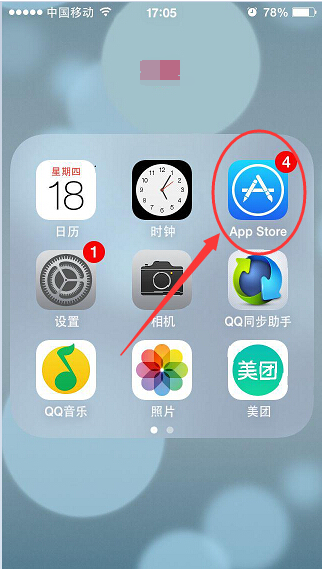 中国移动 17:05 78%
星期四
18
4
日历 时钟 App Store
1
设置 相机 QQ同步助手
美团
QQ音乐 照片 美团